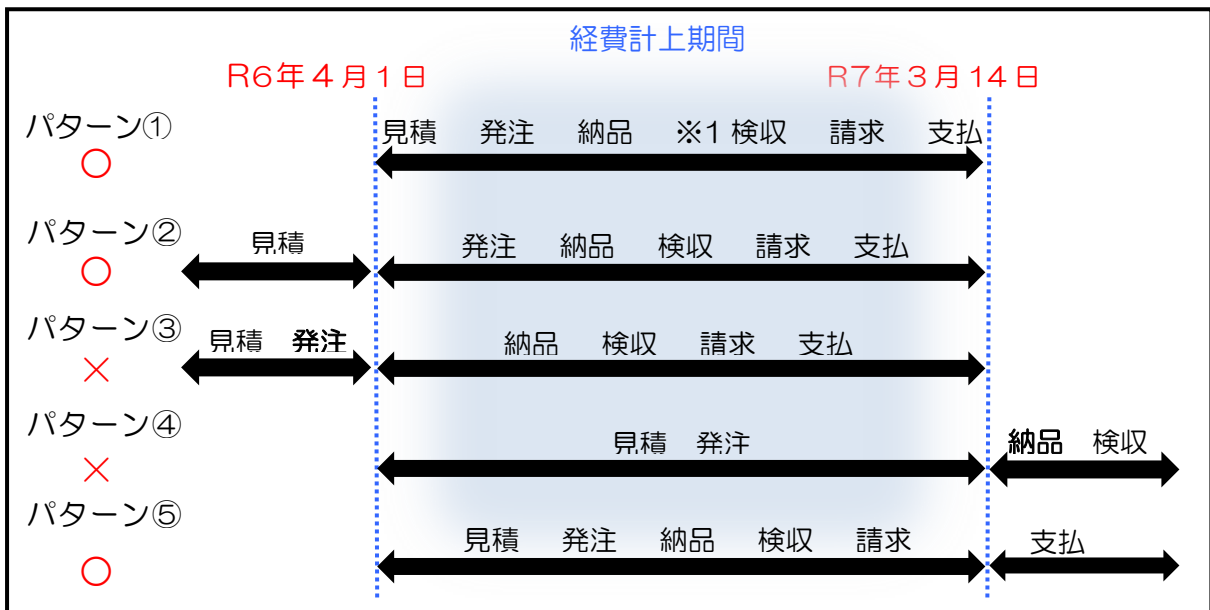 経費計上期間
R6年4月1日 R7年3月14日
パターン① 見積 発注 納品 ※1検収 請求 支払
○
パターン② 見積 発注 納品 検収 請求 支払
○
パターン③ 見積 発注 納品 検収 請求 支払
×
パターン④ 見積 発注 納品 検収
×
パターン⑤ 見積 発注 納品 検収 請求 支払
○